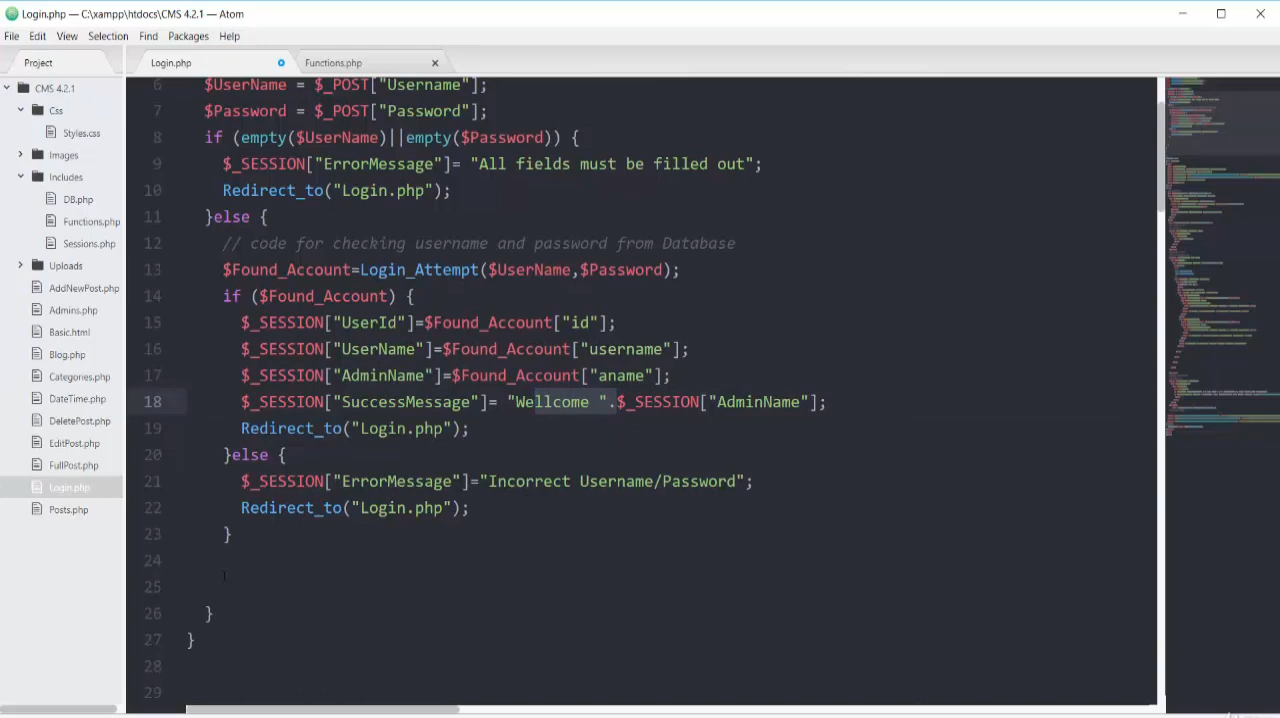 Login.php — C:\xampp\htdocs\CMS 4.2.1 — Atom
File Edit View Selection Find Packages Help
Project
Login.php
Functions.php
CMS 4.2.1
Css
Styles.css
Images
Includes
DB.php
Functions.php
Sessions.php
Uploads
AddNewPost.php
Admins.php
Basic.html
Blog.php
Categories.php
DateTime.php
DeletePost.php
EditPost.php
FullPost.php
Login.php
Posts.php
6 $UserName = $_POST["Username"];
7 $Password = $_POST["Password"];
8 if (empty($UserName)||empty($Password)) {
9 $_SESSION["ErrorMessage"]= "All fields must be filled out";
10 Redirect_to("Login.php");
11 }else {
12 // code for checking username and password from Database
13 $Found_Account=Login_Attempt($UserName,$Password);
14 if ($Found_Account) {
15 $_SESSION["UserId"]=$Found_Account["id"];
16 $_SESSION["UserName"]=$Found_Account["username"];
17 $_SESSION["AdminName"]=$Found_Account["aname"];
18 $_SESSION["SuccessMessage"]= "Wellcome ".$_SESSION["AdminName"];
19 Redirect_to("Login.php");
20 }else {
21 $_SESSION["ErrorMessage"]="Incorrect Username/Password";
22 Redirect_to("Login.php");
23 }
24
25
26 }
27 }
28
29